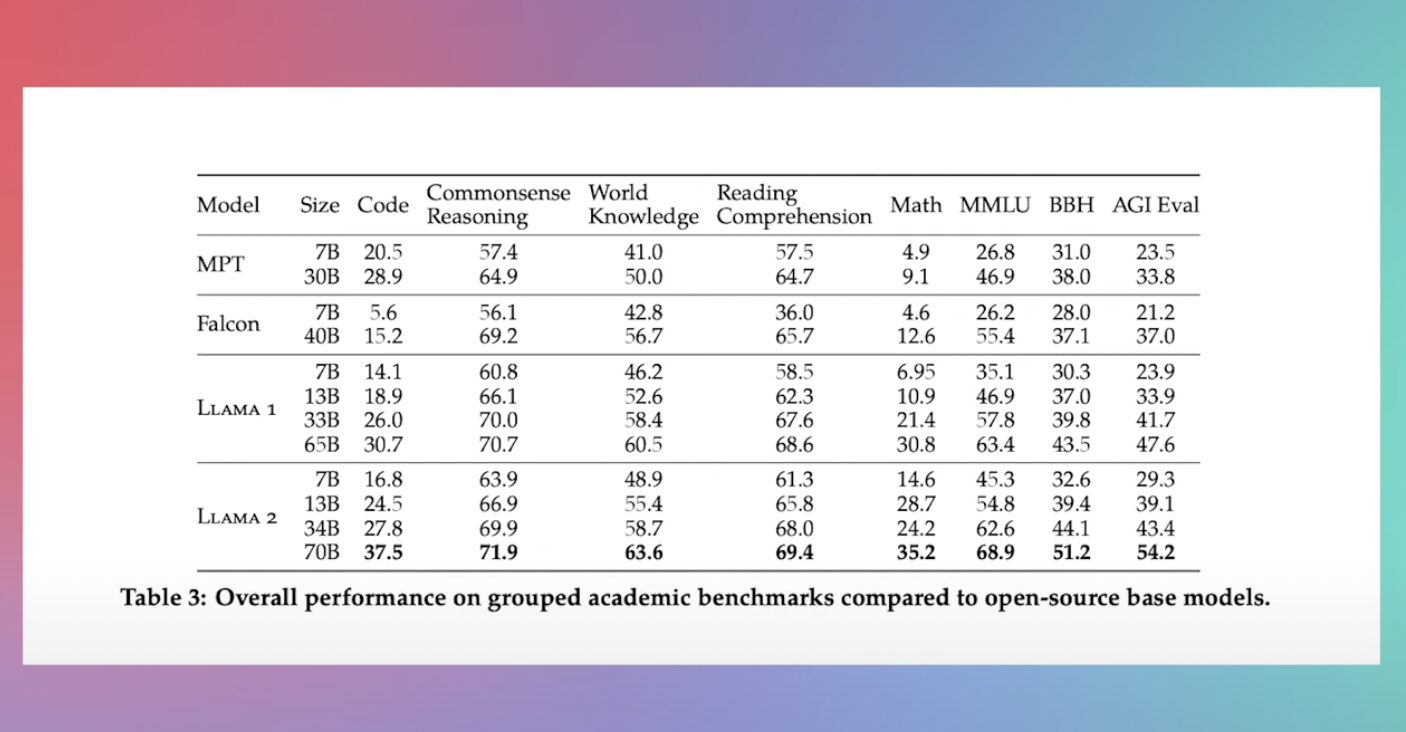 Model Size Code Commonsense Reasoning World Knowledge Reading Comprehension Math MMLU BBH AGI Eval
MPT 7B 20.5 57.4 41.0 57.5 4.9 26.8 31.0 23.5
30B 28.9 64.9 50.0 64.7 9.1 46.9 38.0 33.8
Falcon 7B 5.6 56.1 42.8 36.0 4.6 26.2 28.0 21.2
40B 15.2 69.2 56.7 65.7 12.6 55.4 37.1 37.0
LLAMA 1 7B 14.1 60.8 46.2 58.5 6.95 35.1 30.3 23.9
13B 18.9 66.1 52.6 62.3 10.9 46.9 37.0 33.9
33B 26.0 70.0 58.4 67.6 21.4 57.8 39.8 41.7
65B 30.7 70.7 60.5 68.6 30.8 63.4 43.5 47.6
LLAMA 2 7B 16.8 63.9 48.9 61.3 14.6 45.3 32.6 29.3
13B 24.5 66.9 55.4 65.8 28.7 54.8 39.4 39.1
34B 27.8 69.9 58.7 68.0 24.2 62.6 44.1 43.4
70B 37.5 71.9 63.6 69.4 35.2 68.9 51.2 54.2
Table 3: Overall performance on grouped academic benchmarks compared to open-source base models.